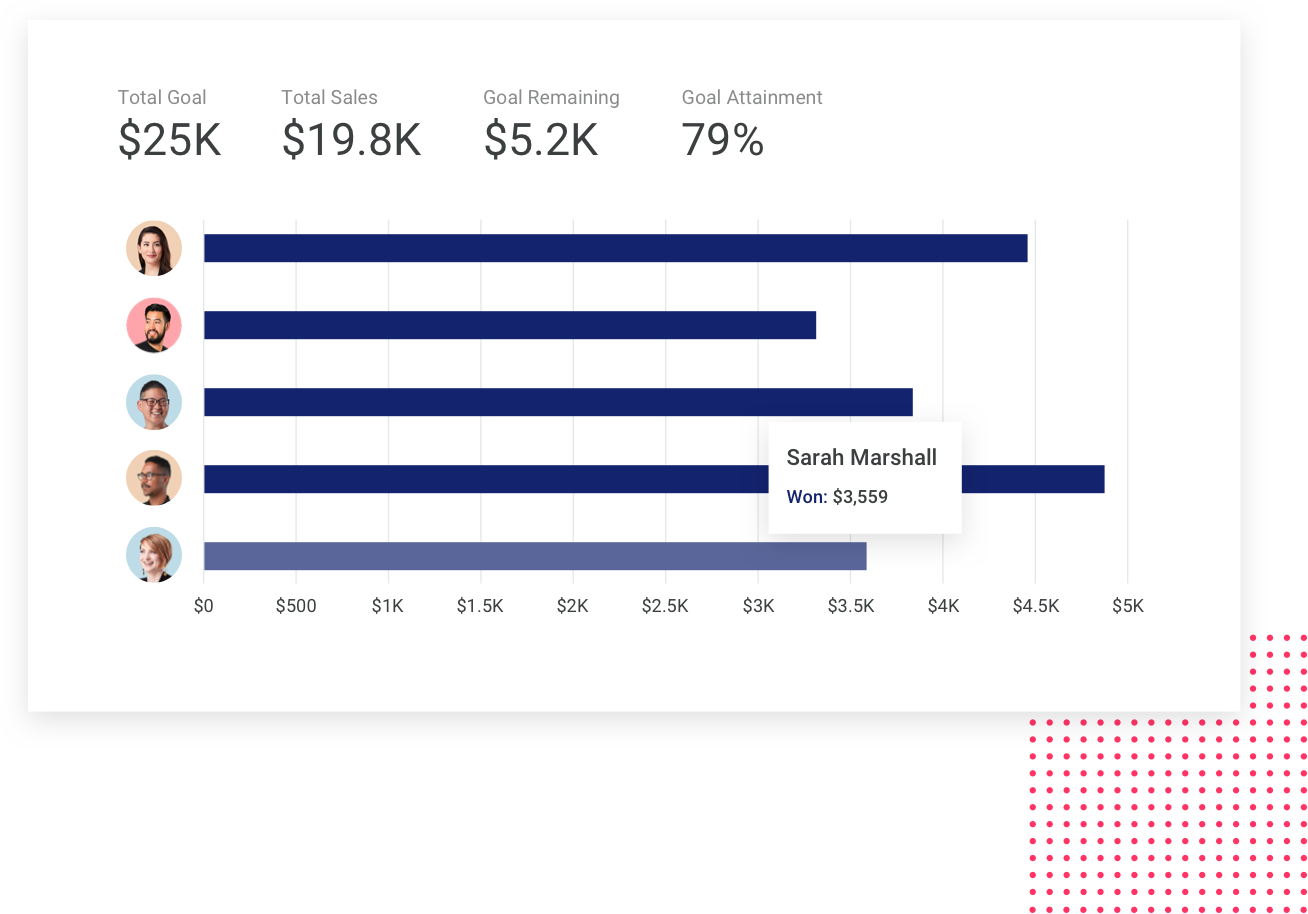 Total Goal
Total Sales
Goal Remaining
Goal Attainment
$25K
$19.8K
$5.2K
79%
Sarah Marshall
Won: $3,559
$0
$500
$1K
$1.5K
$2K
$2.5K
$3K
$3.5K
$4K
$4.5K
$5K